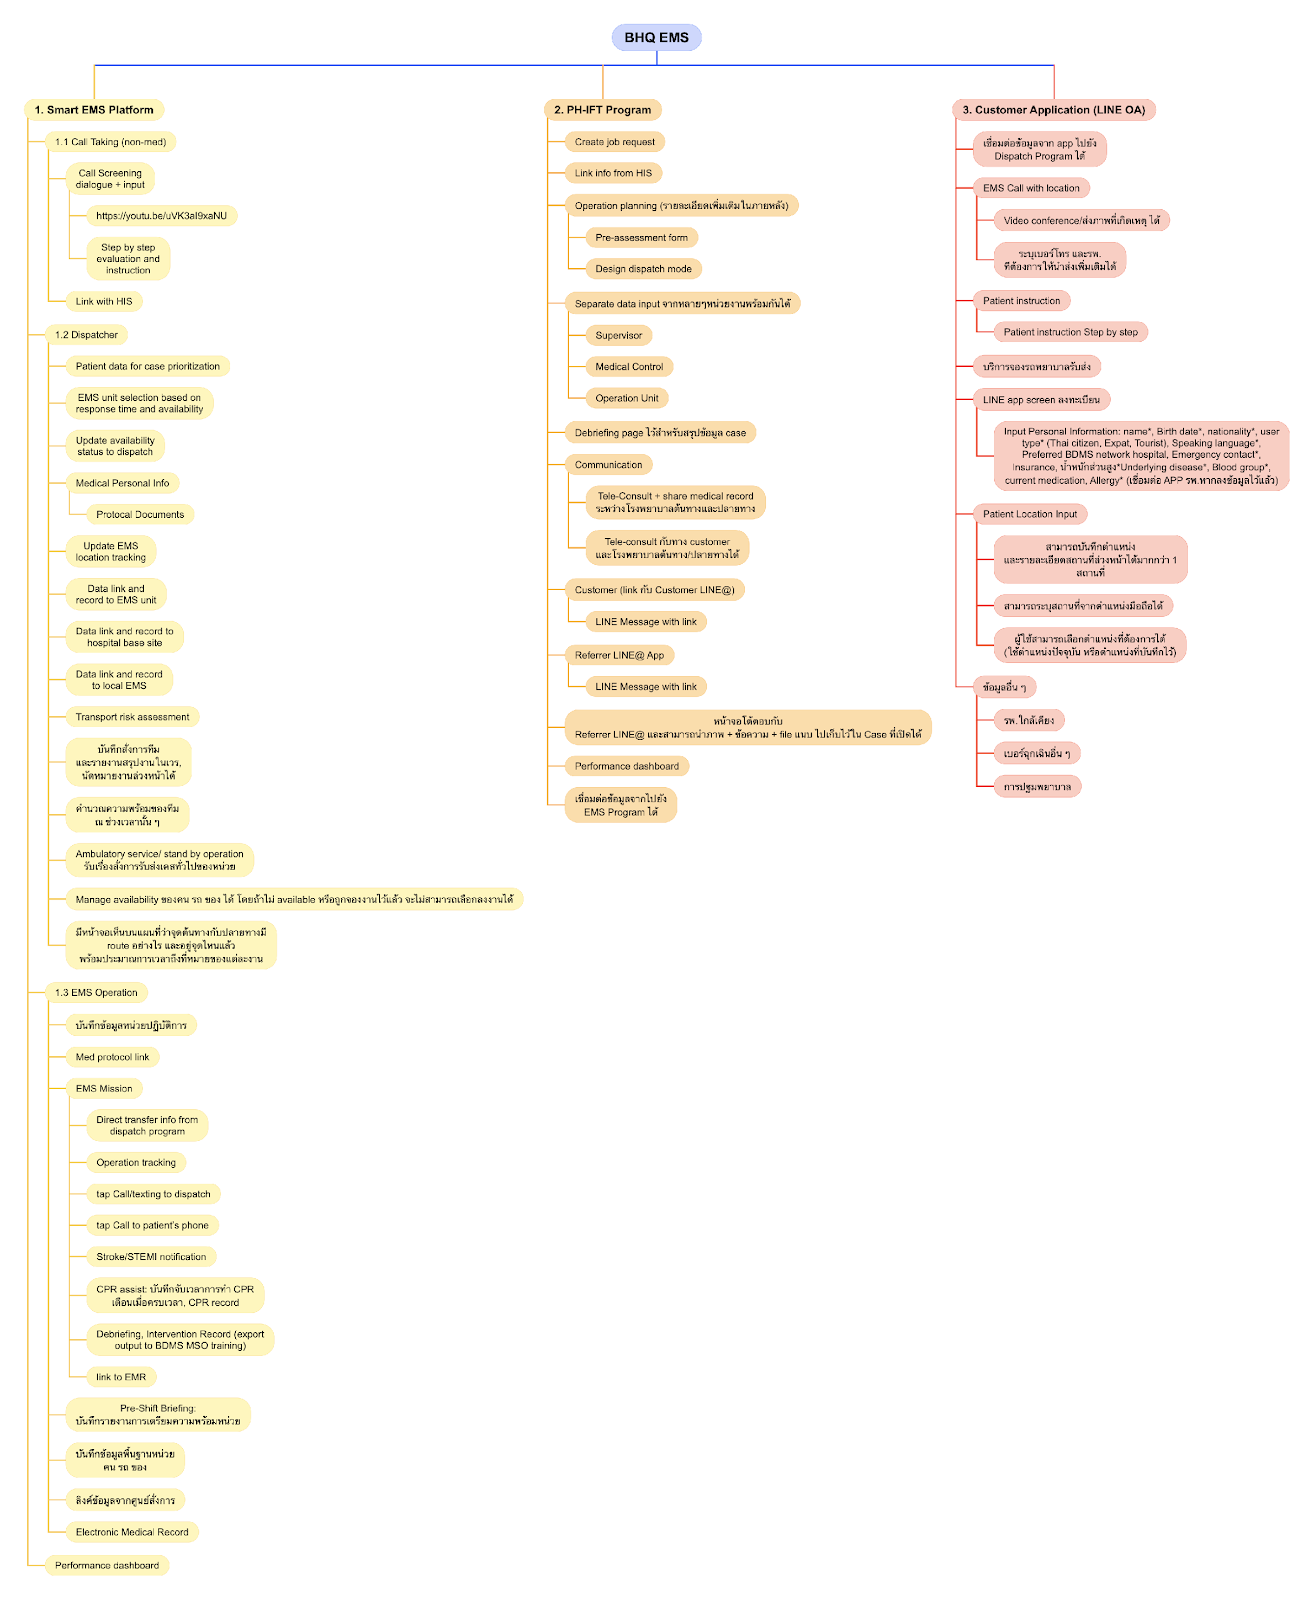 BHQ EMS
1. Smart EMS Platform
1.1 Call Taking (non-med)
Call Screening
dialogue + input
https://youtu.be/uVK3al9xaNU
Step by step
evaluation and
instruction
Link with HIS
1.2 Dispatcher
Patient data for case prioritization
EMS unit selection based on
response time and availability
Update availability
status to dispatch
Medical Personal Info
Protocal Documents
Update EMS
location tracking
Data link and
record to EMS unit
Data link and record to
hospital base site
Data link and record
to local EMS
Transport risk assessment
บันทึกสั่งการทีม
และรายงานสรุปงานในเวร,
นัดหมายงานล่วงหน้าได้
คำนวณความพร้อมของทีม
ณ ช่วงเวลานั้น ๆ
Ambulatory service/ stand by operation
รับเรื่องสั่งการรับส่งเคสทั่วไปของหน่วย
Manage availability ของคน รถ ของ ได้ โดยถ้าไม่ available หรือถูกจองงานไว้แล้ว จะไม่สามารถเลือกลงงานได้
มีหน้าจอเห็นบนแผนที่ว่าจุดต้นทางกับปลายทางมี
route อย่างไร และอยู่จุดไหนแล้ว
พร้อมประมาณการเวลาถึงที่หมายของแต่ละงาน
1.3 EMS Operation
บันทึกข้อมูลหน่วยปฏิบัติการ
Med protocol link
EMS Mission
Direct transfer info from
dispatch program
Operation tracking
tap Call/texting to dispatch
tap Call to patient's phone
Stroke/STEMI notification
CPR assist: บันทึกจับเวลาการทำ CPR
เตือนเมื่อครบเวลา, CPR record
Debriefing, Intervention Record (export
output to BDMS MSO training)
link to EMR
Pre-Shift Briefing:
บันทึกรายงานการเตรียมความพร้อมหน่วย
บันทึกข้อมูลพื้นฐานหน่วย
คน รถ ของ
ลิงค์ข้อมูลจากศูนย์สั่งการ
Electronic Medical Record
Performance dashboard
2. PH-IFT Program
Create job request
Link info from HIS
Operation planning (รายละเอียดเพิ่มเติมในภายหลัง)
Pre-assessment form
Design dispatch mode
Separate data input จากหลายๆหน่วยงานพร้อมกันได้
Supervisor
Medical Control
Operation Unit
Debriefing page ไว้สำหรับสรุปข้อมูล case
Communication
Tele-Consult + share medical record
ระหว่างโรงพยาบาลต้นทางและปลายทาง
Tele-consult กับทาง customer
และโรงพยาบาลต้นทาง/ปลายทางได้
Customer (link กับ Customer LINE@)
LINE Message with link
Referrer LINE@ App
LINE Message with link
หน้าจอโต้ตอบกับ
Referrer LINE@ และสามารถนำภาพ + ข้อความ + file แนบ ไปเก็บไว้ใน Case ที่เปิดได้
Performance dashboard
เชื่อมต่อข้อมูลจากไปยัง
EMS Program ได้
3. Customer Application (LINE OA)
เชื่อมต่อข้อมูลจาก app ไปยัง
Dispatch Program ได้
EMS Call with location
Video conference/ส่งภาพที่เกิดเหตุ ได้
ระบุเบอร์โทร และรพ.
ที่ต้องการให้นำส่งเพิ่มเติมได้
Patient instruction
Patient instruction Step by step
บริการจองรถพยาบาลรับส่ง
LINE app screen ลงทะเบียน
Input Personal Information: name*, Birth date*, nationality*, user
type* (Thai citizen, Expat, Tourist), Speaking language*,
Preferred BDMS network hospital, Emergency contact*,
Insurance, น้ำหนักส่วนสูง*Underlying disease*, Blood group*,
current medication, Allergy* (เชื่อมต่อ APP รพ.หากลงข้อมูลไว้แล้ว)
Patient Location Input
สามารถบันทึกตำแหน่ง
และรายละเอียดสถานที่ล่วงหน้าได้มากกว่า 1
สถานที่
สามารถระบุสถานที่จากตำแหน่งมือถือได้
ผู้ใช้สามารถเลือกตำแหน่งที่ต้องการได้
(ใช้ตำแหน่งปัจจุบัน หรือตำแหน่งที่บันทึกไว้)
ข้อมูลอื่น ๆ
รพ.ใกล้เคียง
เบอร์ฉุกเฉินอื่น ๆ
การปฐมพยาบาล